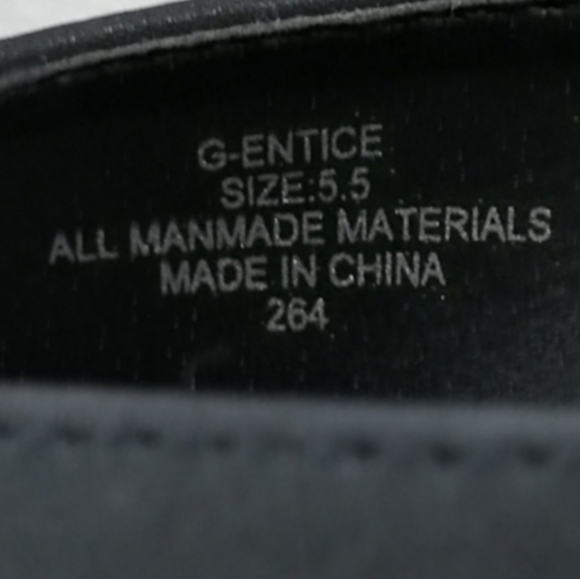 G-ENTICE
SIZE:5.5
ALL MANMADE MATERIALS
MADE IN CHINA
264